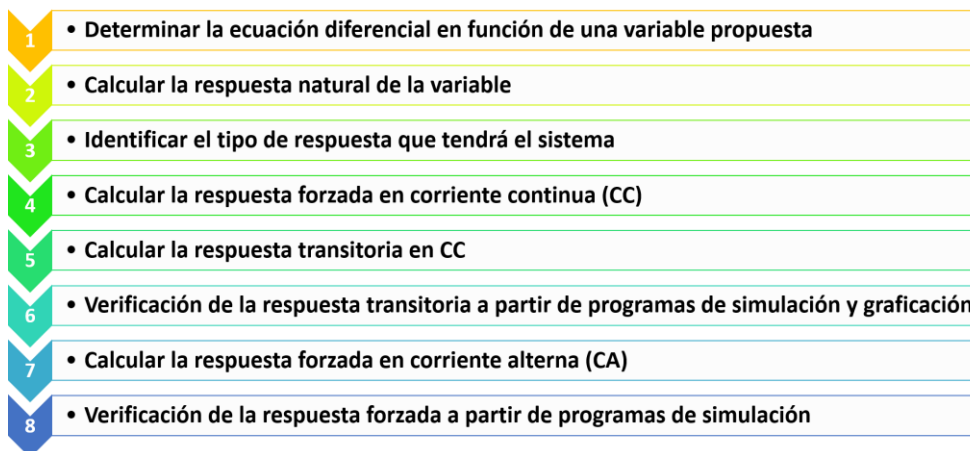 1 • Determinar la ecuación diferencial en función de una variable propuesta
2 • Calcular la respuesta natural de la variable
3 • Identificar el tipo de respuesta que tendrá el sistema
4 • Calcular la respuesta forzada en corriente continua (CC)
5 • Calcular la respuesta transitoria en CC
6 • Verificación de la respuesta transitoria a partir de programas de simulación y graficación
7 • Calcular la respuesta forzada en corriente alterna (CA)
8 • Verificación de la respuesta forzada a partir de programas de simulación